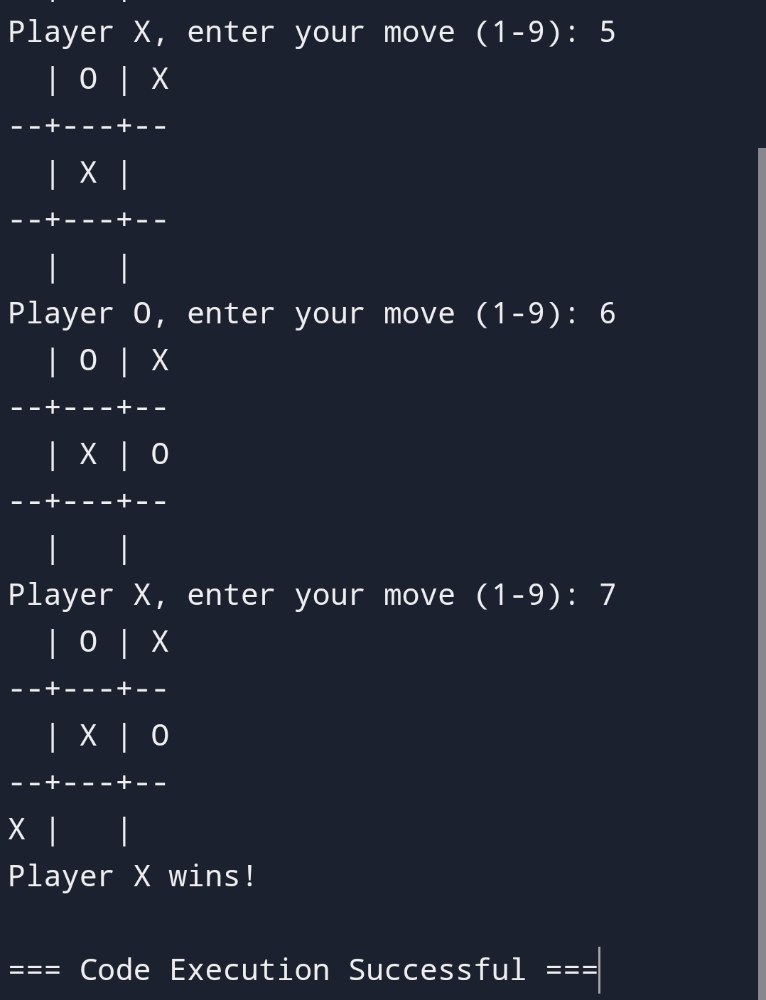 Player X, enter your move (1-9): 5
  | O | X
--+---+--
  | X |
--+---+--
  |   |
Player O, enter your move (1-9): 6
  | O | X
--+---+--
  | X | O
--+---+--
  |   |
Player X, enter your move (1-9): 7
  | O | X
--+---+--
  | X | O
--+---+--
X |   |
Player X wins!

=== Code Execution Successful ===